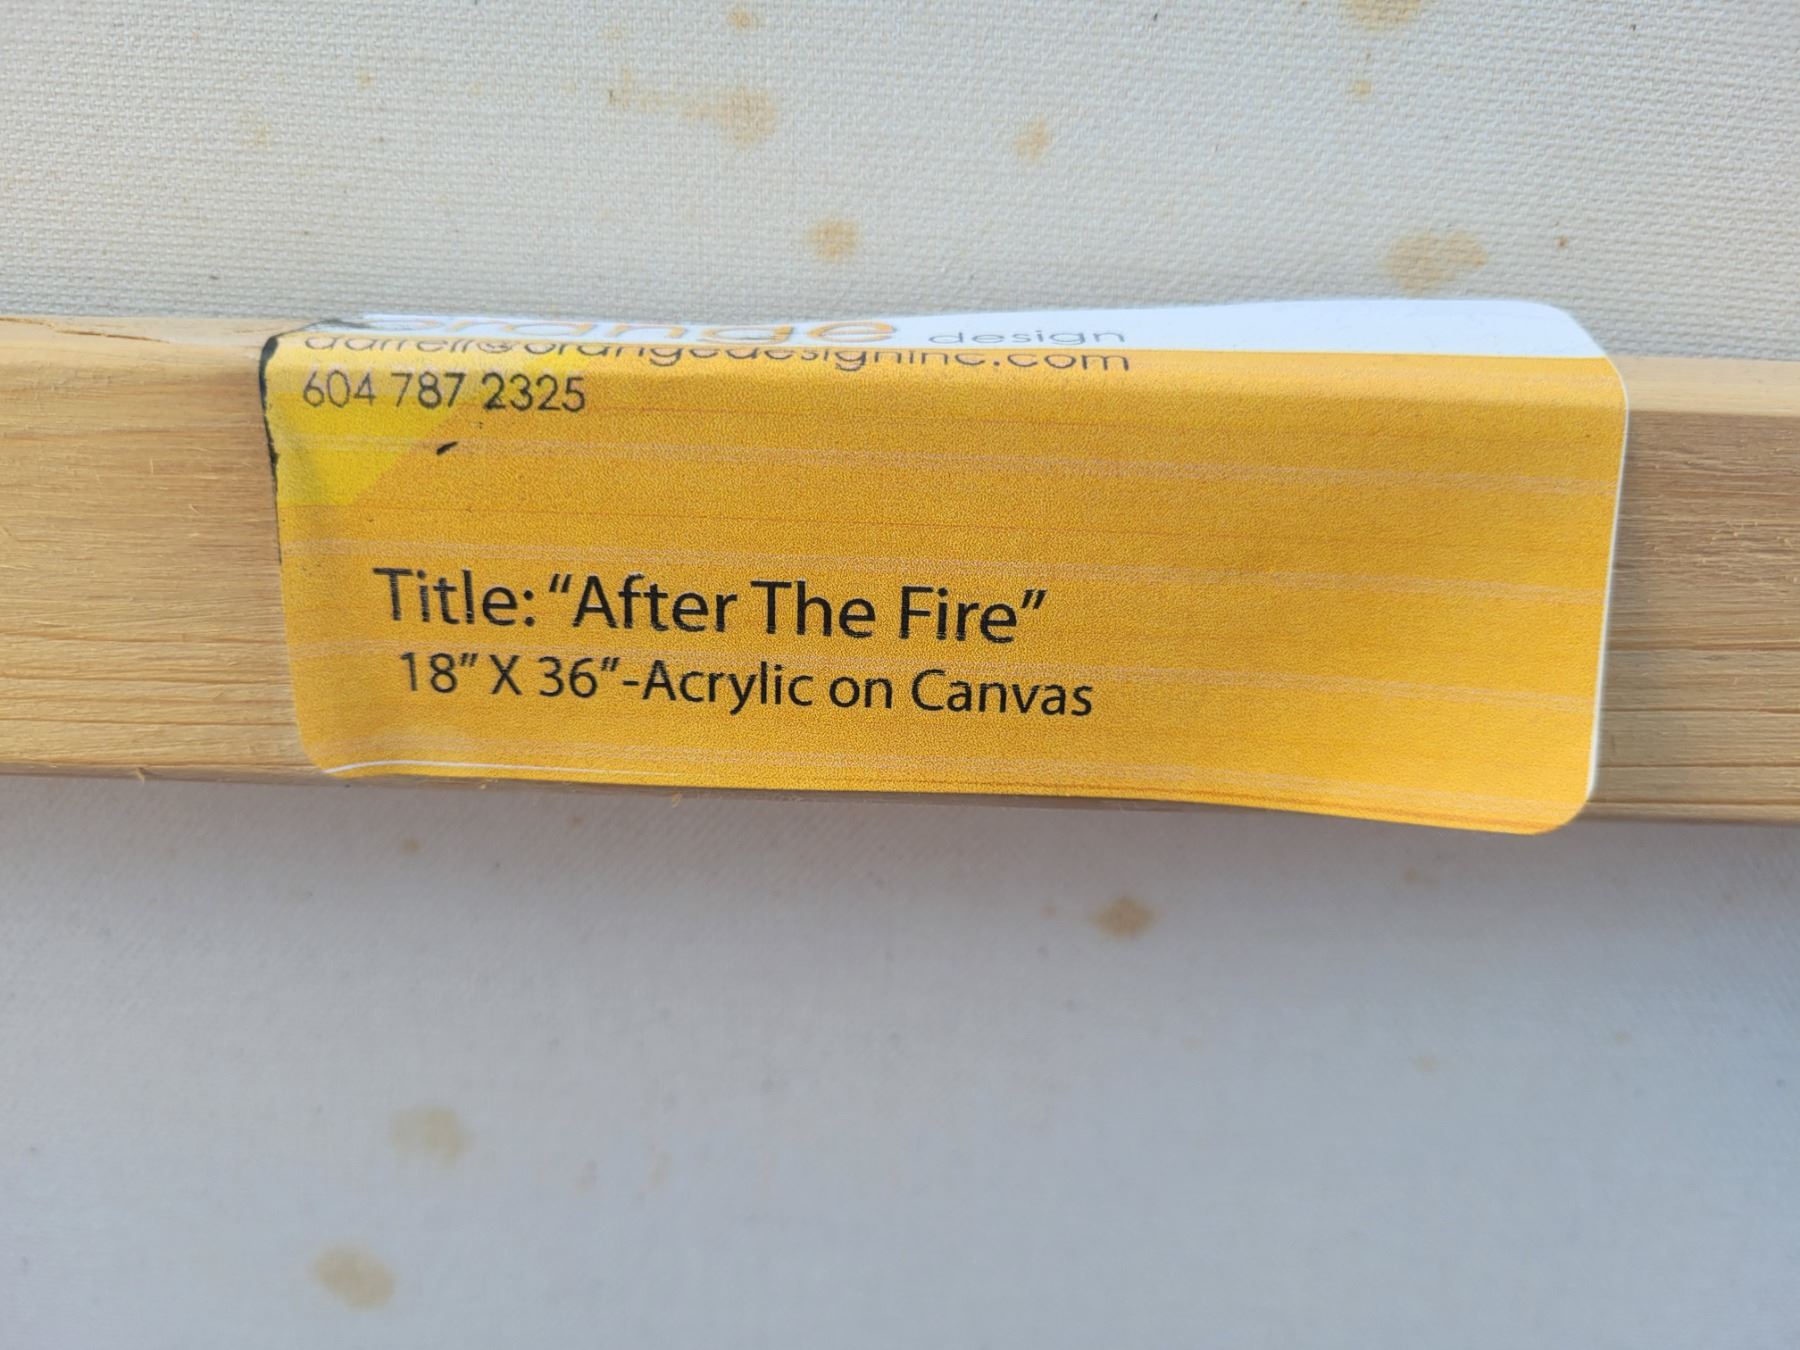 orange design
darrell@orangedesigninc.com
604 787 2325
Title: “After The Fire”
18” X 36”-Acrylic on Canvas